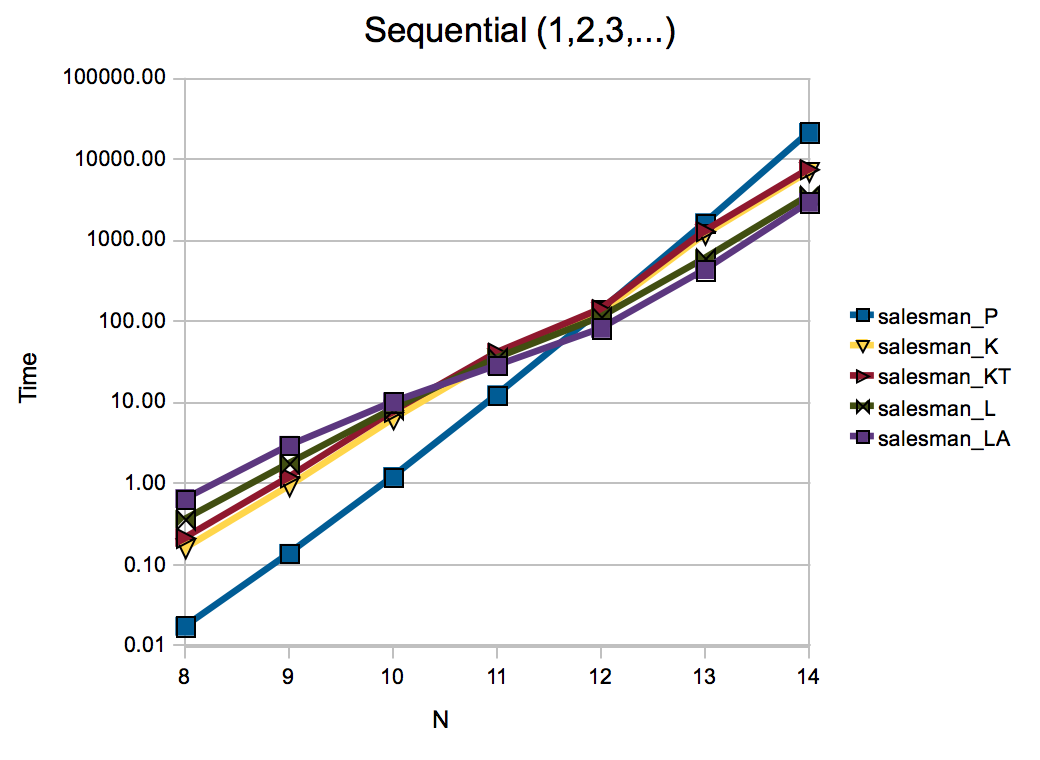 Sequential (1,2,3,...)
100000.00
10000.00
1000.00
100.00
10.00
1.00
0.10
0.01
Time
8 9 10 11 12 13 14
N
salesman_P
salesman_K
salesman_KT
salesman_L
salesman_LA